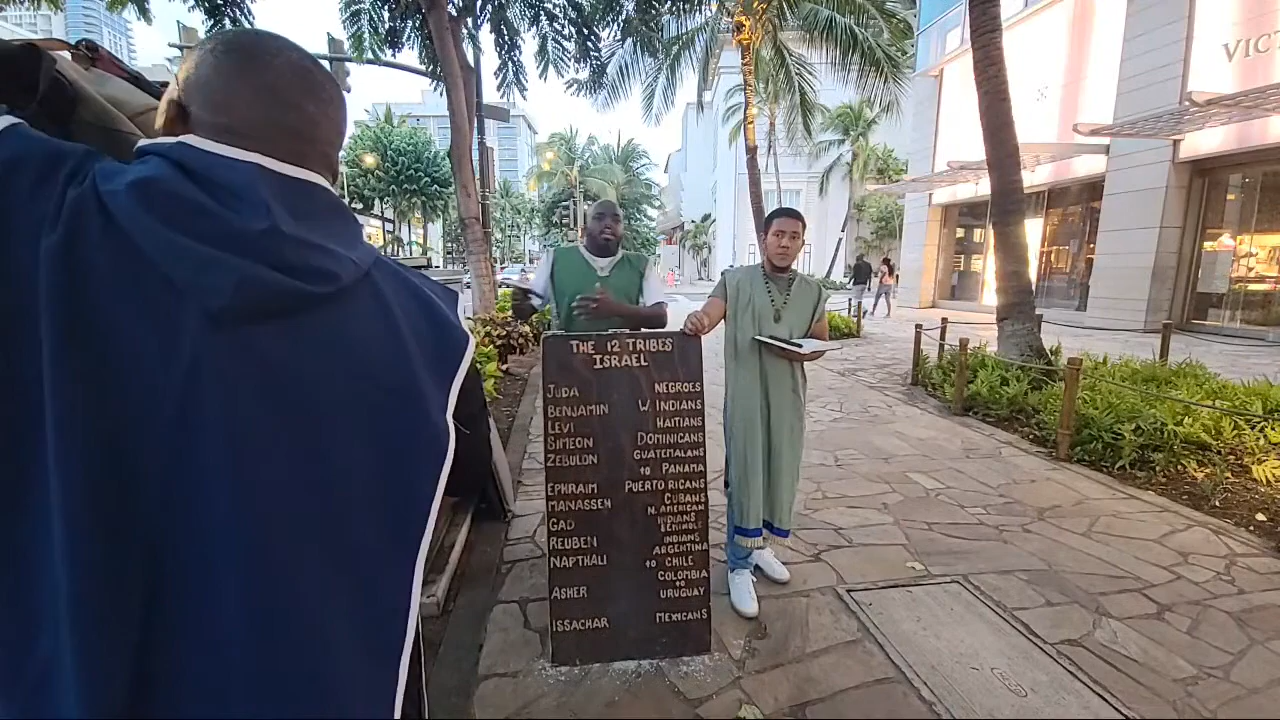 VICT
THE 12 TRIBES
ISRAEL
JUDA NEGROES
BENJAMIN W. INDIANS
LEVI HAITIANS
SIMEON DOMINICANS
ZEBULON GUATEMALANS
to PANAMA
EPHRAIM PUERTO RICANS
MANASSEH CUBANS
GAD N. AMERICAN
INDIANS
REUBEN SEMINOLE
INDIANS
NAPTHALI ARGENTINA
to CHILE
ASHER COLOMBIA
to
URUGUAY
ISSACHAR MEXICANS